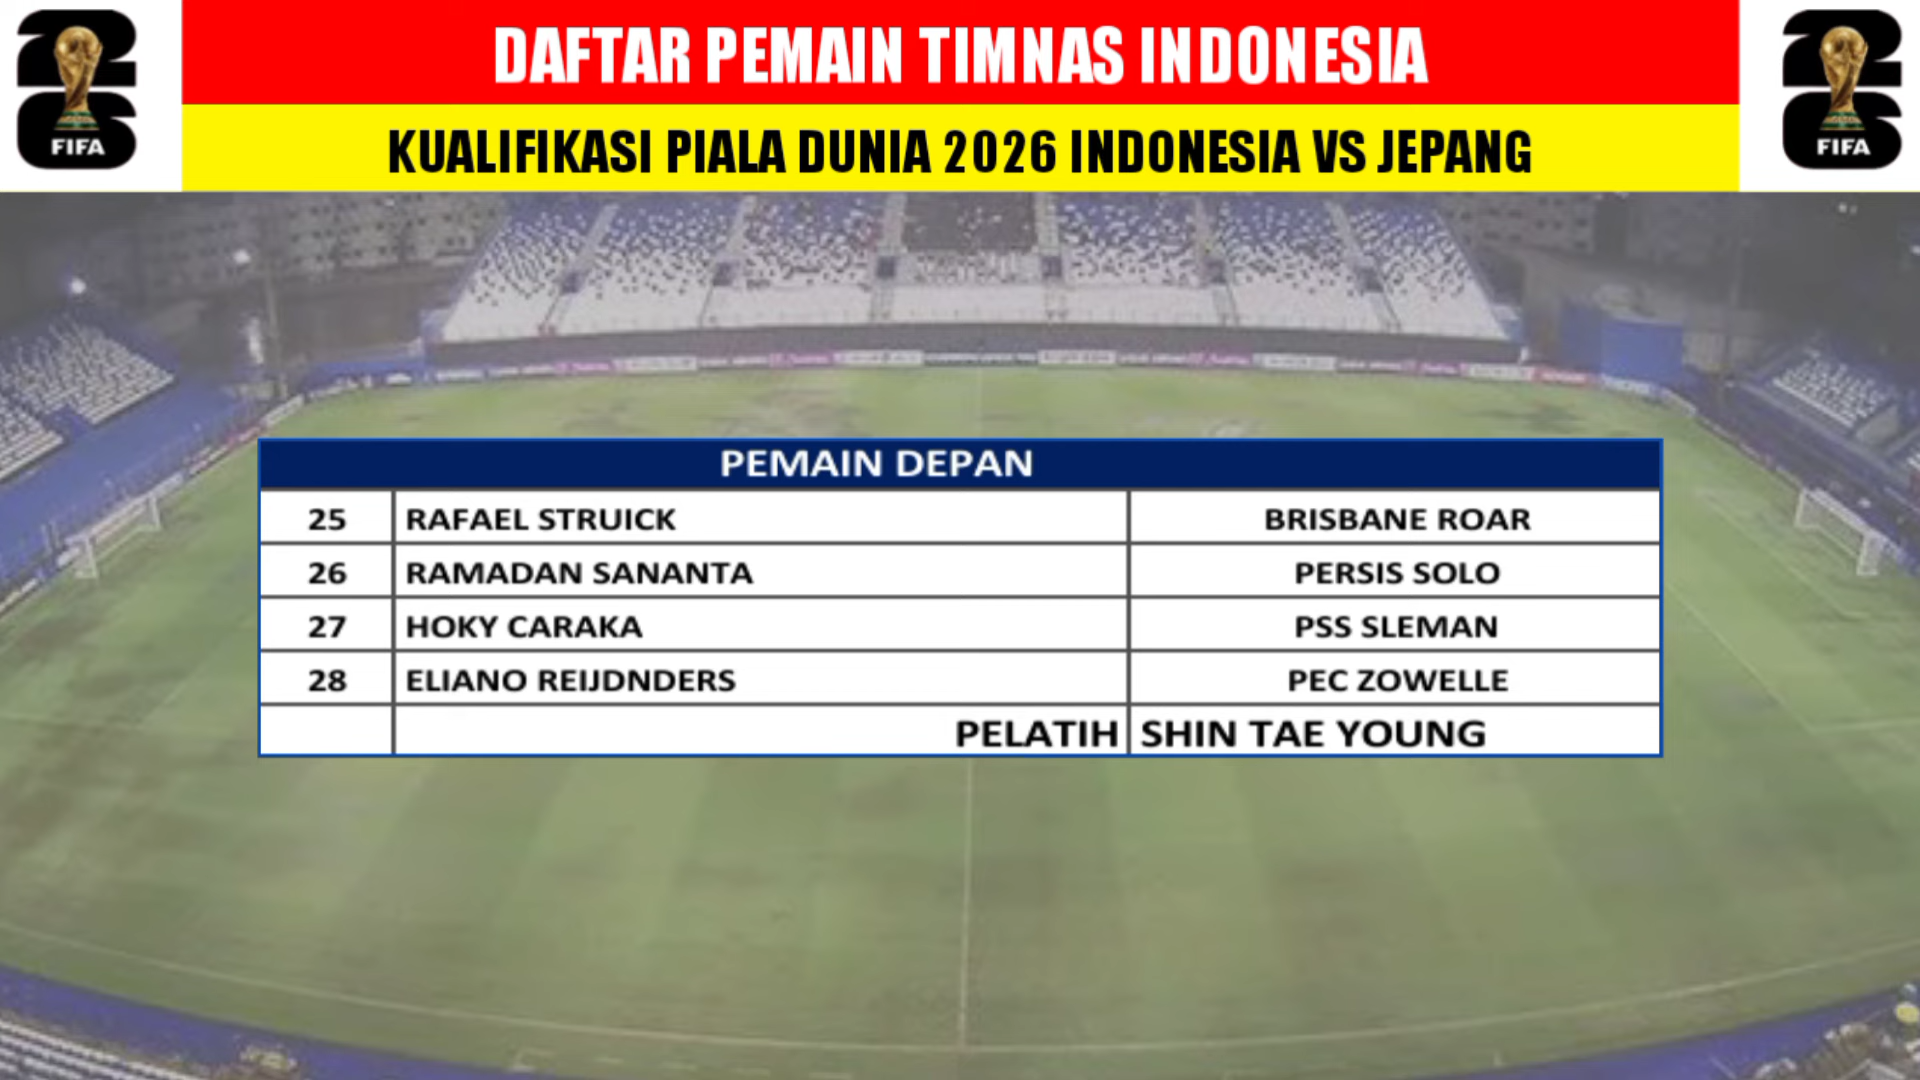 DAFTAR PEMAIN TIMNAS INDONESIA
KUALIFIKASI PIALA DUNIA 2026 INDONESIA VS JEPANG
FIFA
FIFA
PEMAIN DEPAN
25 RAFAEL STRUICK BRISBANE ROAR
26 RAMADAN SANANTA PERSIS SOLO
27 HOKY CARAKA PSS SLEMAN
28 ELIANO REIJDNDERS PEC ZOWELLE
PELATIH SHIN TAE YOUNG